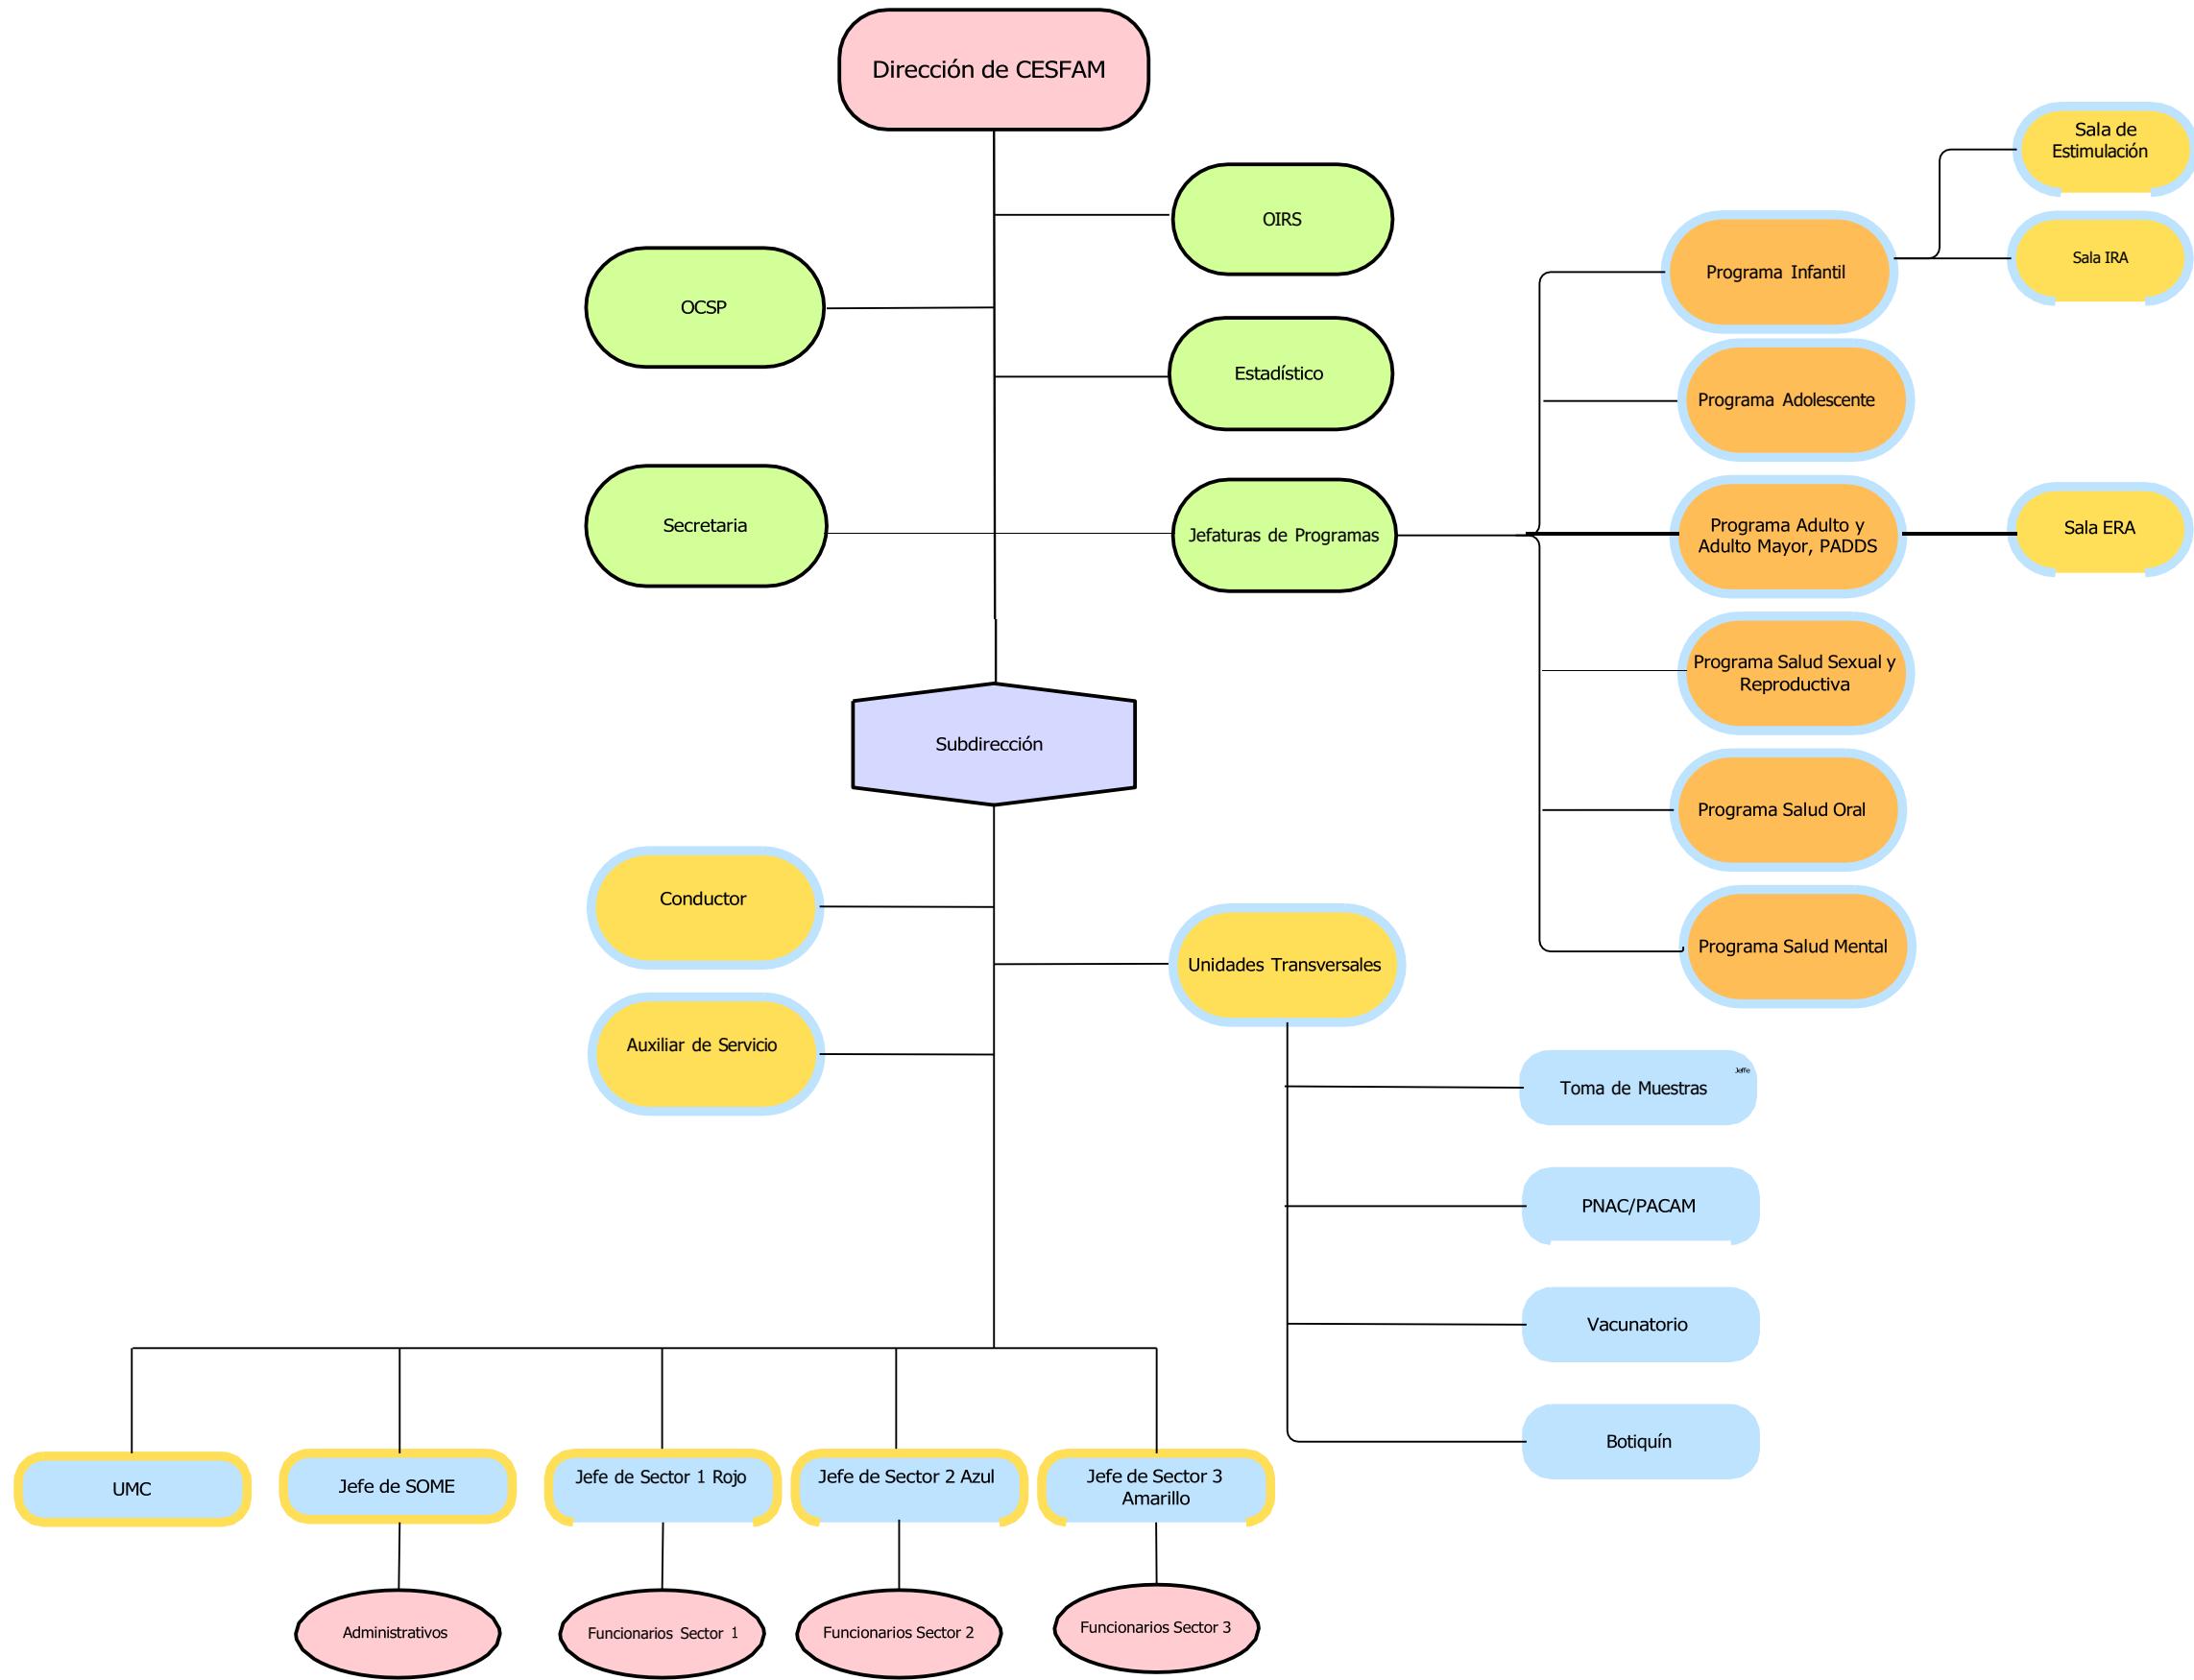 Dirección de CESFAM
Sala de
Estimulación
OIRS
Sala IRA
Programa Infantil
OCSP
Estadístico
Programa Adolescente
Secretaria
Jefaturas de Programas
Programa Adulto y
Adulto Mayor, PADDS
Sala ERA
Programa Salud Sexual y
Reproductiva
Subdirección
Programa Salud Oral
Conductor
Programa Salud Mental
Unidades Transversales
Auxiliar de Servicio
Jeffe
Toma de Muestras
PNAC/PACAM
Vacunatorio
Botiquín
UMC
Jefe de SOME
Jefe de Sector 1 Rojo
Jefe de Sector 2 Azul
Jefe de Sector 3
Amarillo
Administrativos
Funcionarios Sector 1
Funcionarios Sector 2
Funcionarios Sector 3